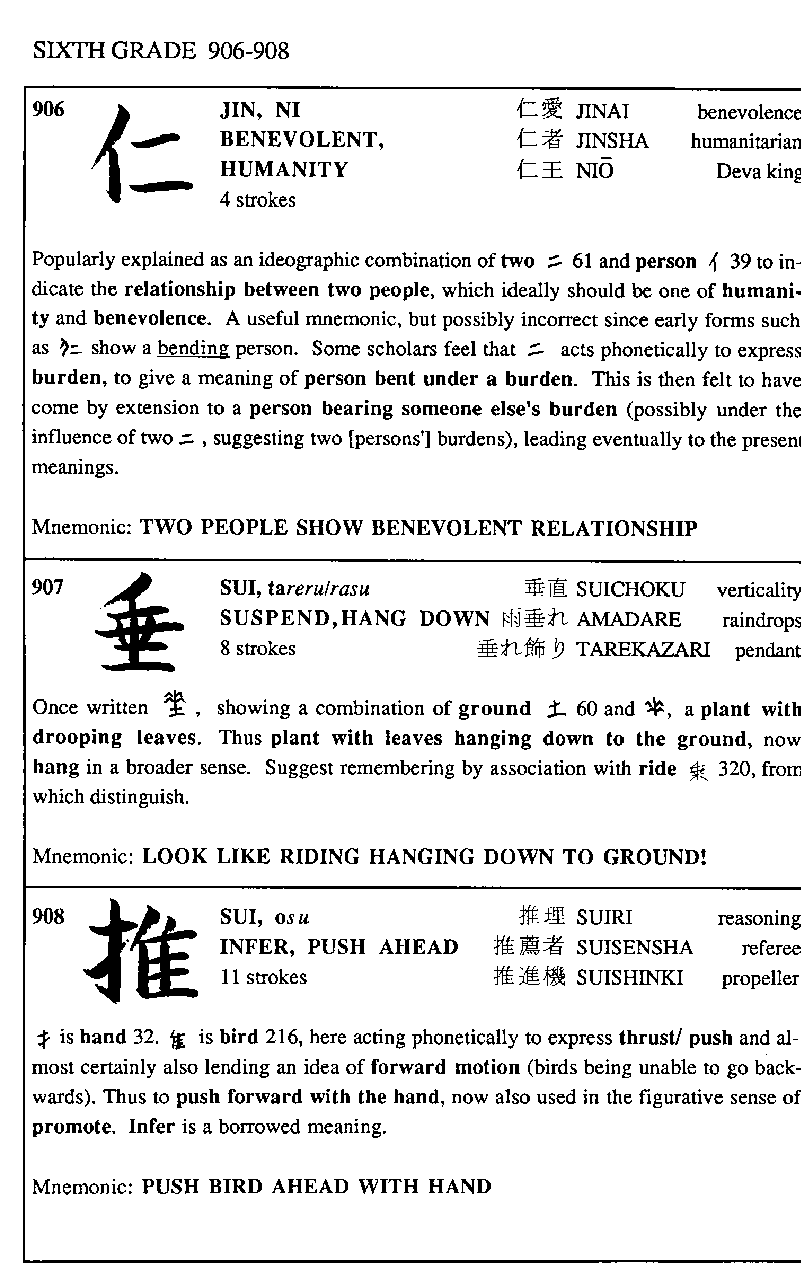 SIXTH GRADE 906-908
906 仁 JIN, NI 仁愛 JINAI benevolence
BENEVOLENT, 仁者 JINSHA humanitarian
HUMANITY 仁王 NIŌ Deva king
4 strokes
Popularly explained as an ideographic combination of two 二 61 and person 亻 39 to in-
dicate the relationship between two people, which ideally should be one of humani-
ty and benevolence. A useful mnemonic, but possibly incorrect since early forms such
as show a bending person. Some scholars feel that 二 acts phonetically to express
burden, to give a meaning of person bent under a burden. This is then felt to have
come by extension to a person bearing someone else's burden (possibly under the
influence of two 二 , suggesting two [persons'] burdens), leading eventually to the present
meanings.
Mnemonic: TWO PEOPLE SHOW BENEVOLENT RELATIONSHIP
907 垂 SUI, tareru/rasu 垂直 SUICHOKU verticality
SUSPEND, HANG DOWN 雨垂れ AMADARE raindrops
8 strokes 垂れ飾り TAREKAZARI pendant
Once written , showing a combination of ground 土 60 and , a plant with
drooping leaves. Thus plant with leaves hanging down to the ground, now
hang in a broader sense. Suggest remembering by association with ride 乗 320, from
which distinguish.
Mnemonic: LOOK LIKE RIDING HANGING DOWN TO GROUND!
908 推 SUI, osu 推理 SUIRI reasoning
INFER, PUSH AHEAD 推薦者 SUISENSHA referee
11 strokes 推進機 SUISHINKI propeller
扌 is hand 32. 隹 is bird 216, here acting phonetically to express thrust/ push and al-
most certainly also lending an idea of forward motion (birds being unable to go back-
wards). Thus to push forward with the hand, now also used in the figurative sense of
promote. Infer is a borrowed meaning.
Mnemonic: PUSH BIRD AHEAD WITH HAND